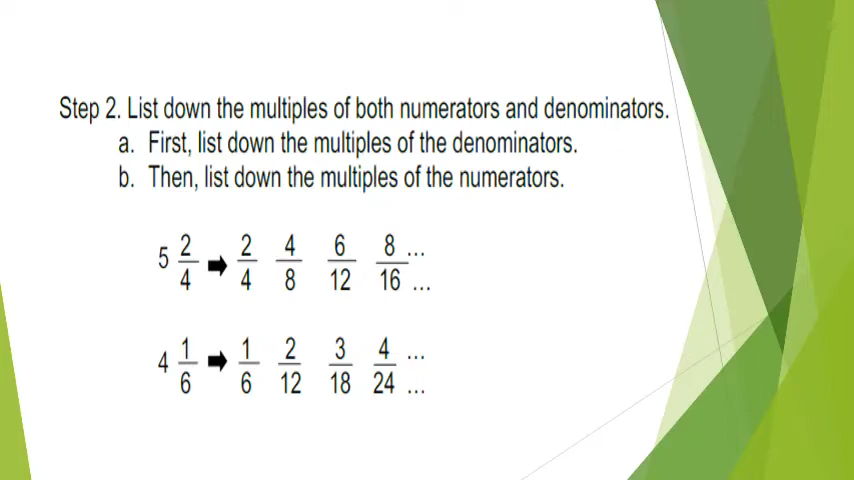 Step 2. List down the multiples of both numerators and denominators.
a. First, list down the multiples of the denominators.
b. Then, list down the multiples of the numerators.
5 2/4 ➡ 2/4 4/8 6/12 8/16 ... ...
4 1/6 ➡ 1/6 2/12 3/18 4/24 ... ...